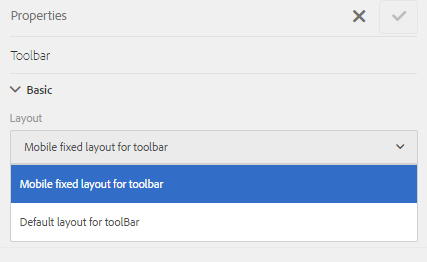 Properties
Toolbar
Basic
Layout
Mobile fixed layout for toolbar
Mobile fixed layout for toolbar
Default layout for toolBar